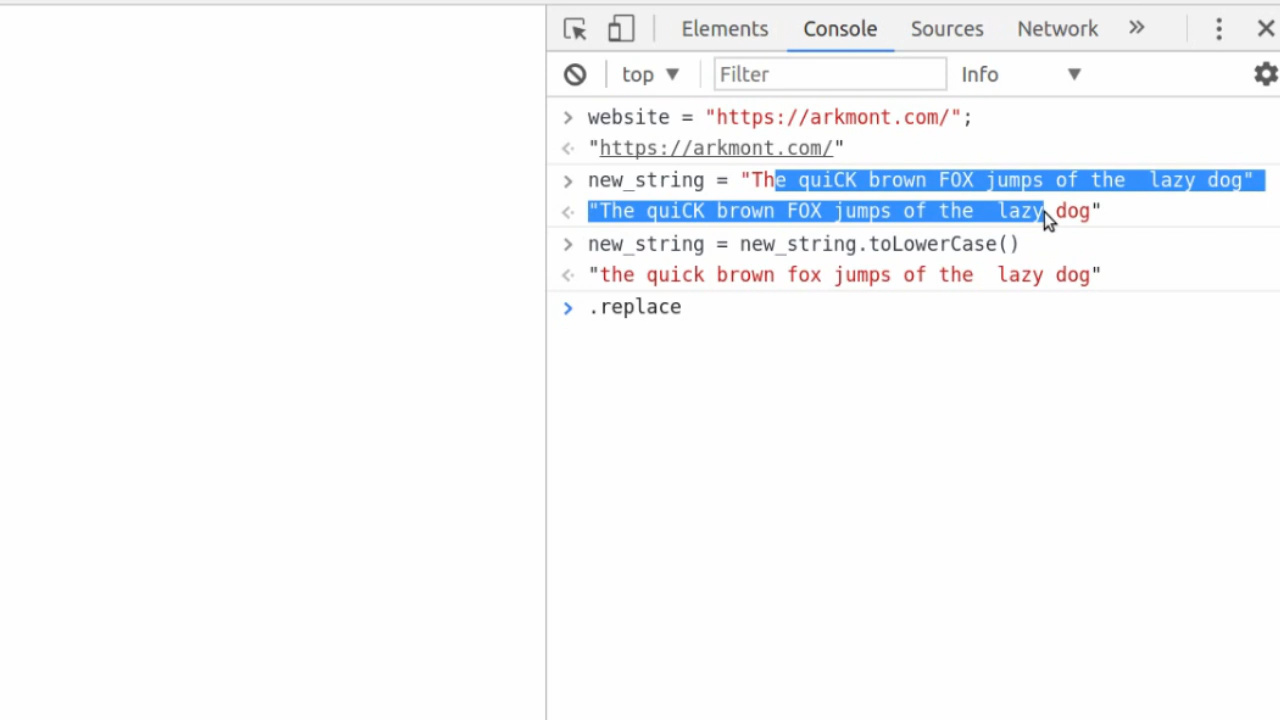 Elements Console Sources Network »
top ▼ Filter Info ▼
> website = "https://arkmont.com/";
"https://arkmont.com/"
> new_string = "The quiCK brown FOX jumps of the  lazy dog"
"The quiCK brown FOX jumps of the  lazy dog"
> new_string = new_string.toLowerCase()
"the quick brown fox jumps of the  lazy dog"
> .replace